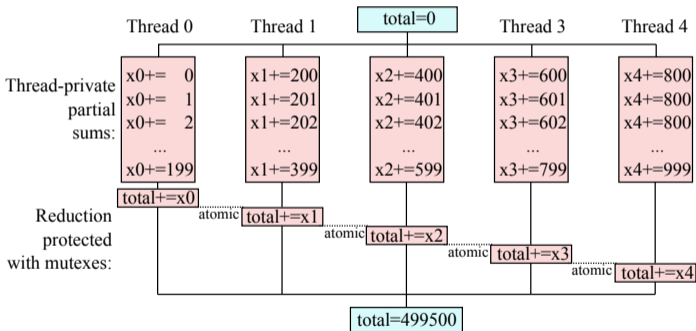 Thread 0
Thread 1
total=0
Thread 3
Thread 4
Thread-private
partial
sums:
x0+= 0
x0+= 1
x0+= 2
...
x0+=199
x1+=200
x1+=201
x1+=202
...
x1+=399
x2+=400
x2+=401
x2+=402
...
x2+=599
x3+=600
x3+=601
x3+=602
...
x3+=799
x4+=800
x4+=800
x4+=800
...
x4+=999
Reduction
protected
with mutexes:
total+=x0
atomic
total+=x1
atomic
total+=x2
atomic
total+=x3
atomic
total+=x4
total=499500